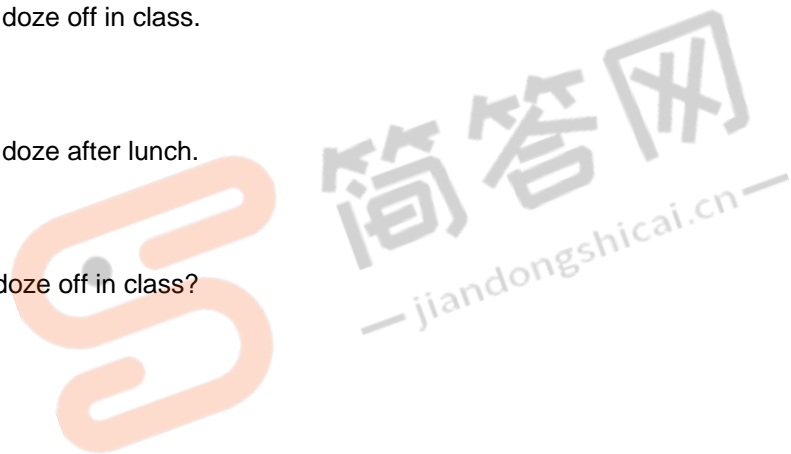 doze off in class.
doze after lunch.
doze off in class?
简答网
jiandongshicai.cn